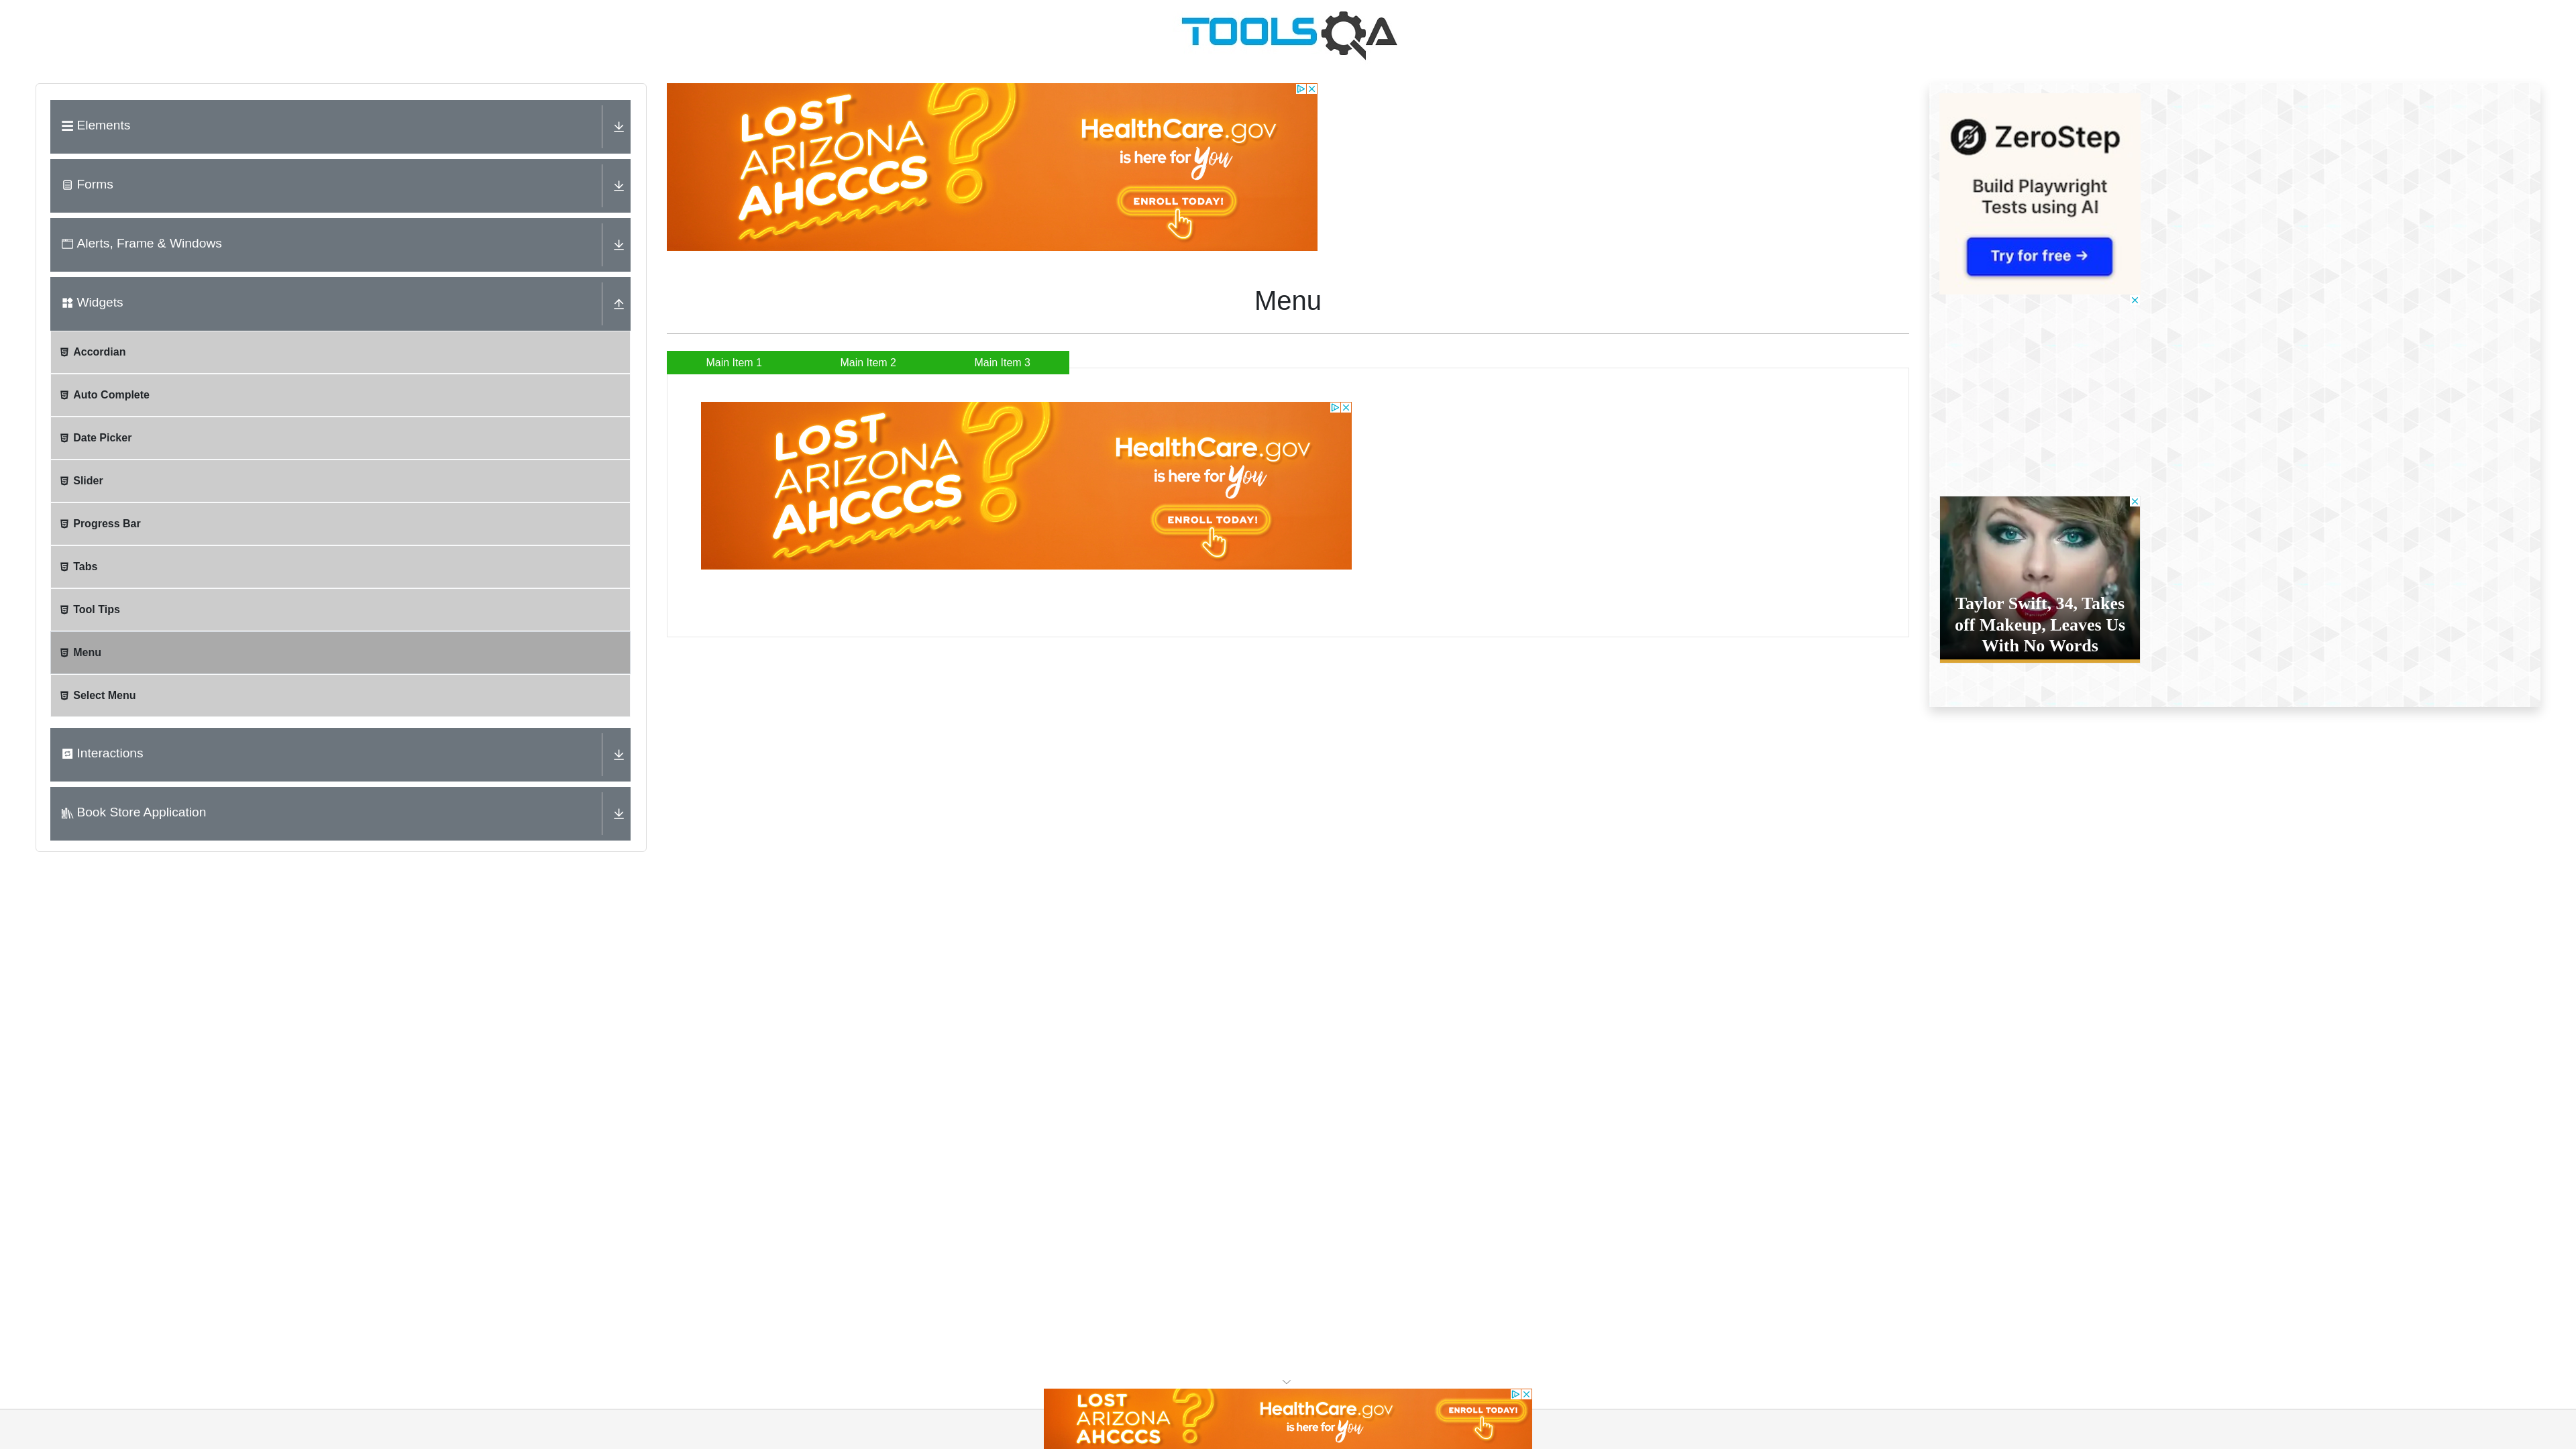 TOOLSQA
Elements
Forms
Alerts, Frame & Windows
Widgets
Accordian
Auto Complete
Date Picker
Slider
Progress Bar
Tabs
Tool Tips
Menu
Select Menu
Interactions
Book Store Application
LOST
ARIZONA
AHCCCS
?
HealthCare.gov
is here for You
ENROLL TODAY!
Menu
Main Item 1 Main Item 2 Main Item 3
LOST
ARIZONA
AHCCCS
?
HealthCare.gov
is here for You
ENROLL TODAY!
ZeroStep
Build Playwright
Tests using AI
Try for free →
Taylor Swift, 34, Takes
off Makeup, Leaves Us
With No Words
LOST
ARIZONA
AHCCCS
?
HealthCare.gov
is here for You
ENROLL TODAY!